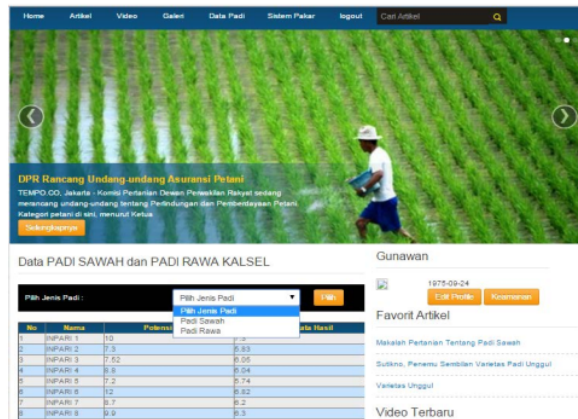 Home Artikel Video Galeri Data Padi Sistem Pakar logout Cari Artikel
DPR Rancang Undang-undang Asuransi Petani
TEMPO.CO, Jakarta - Komisi Pertanian Dewan Perwakilan Rakyat sedang
merancang undang-undang tentang Perlindungan dan Pemberdayaan Petani.
Kategori petani di sini, menurut Ketua
Selengkapnya
Data PADI SAWAH dan PADI RAWA KALSEL
Pilih Jenis Padi :
Pilih Jenis Padi
Pilih
Pilih Jenis Padi
Padi Sawah
Padi Rawa
No Nama Potensi Hasil
1 INPARI 1 10 7.3
2 INPARI 2 7.3 5.83
3 INPARI 3 7.52 6.05
4 INPARI 4 8.8 6.04
5 INPARI 5 7.2 5.74
6 INPARI 6 12 6.82
7 INPARI 7 8.7 6.2
8 INPARI 8 9.9 6.3
Gunawan
1975-09-24
Edit Profile Keamanan
Favorit Artikel
Makalah Pertanian Tentang Padi Sawah
Sutikno, Penemu Sembilan Varietas Padi Unggul
Varietas Unggul
Video Terbaru